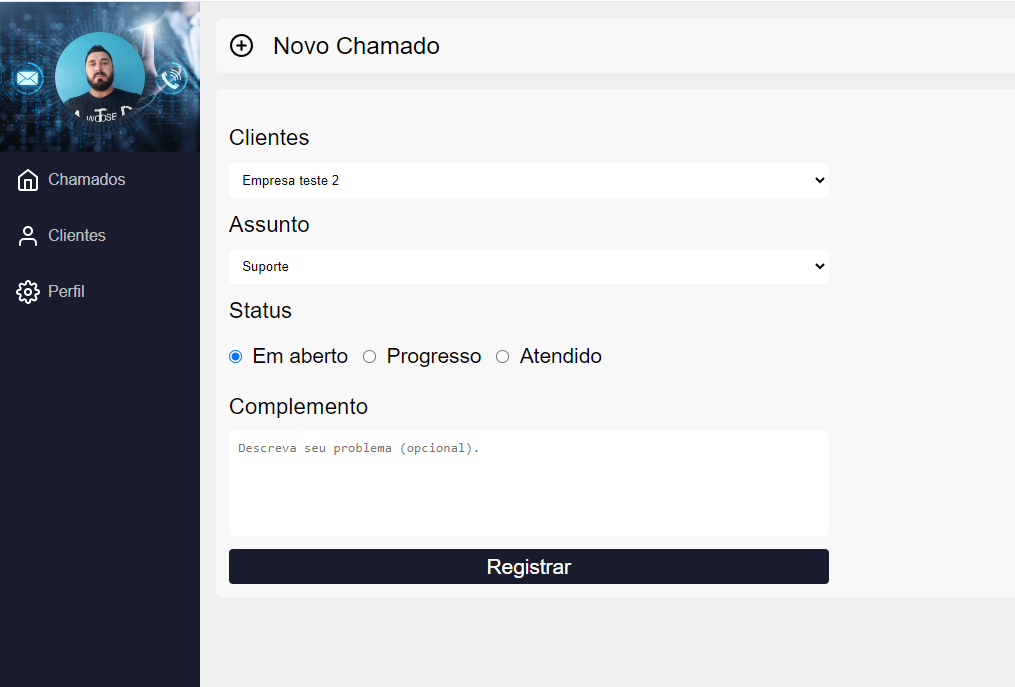 Novo Chamado
Chamados
Clientes
Perfil
Clientes
Empresa teste 2
Assunto
Suporte
Status
Em aberto
Progresso
Atendido
Complemento
Descreva seu problema (opcional).
Registrar